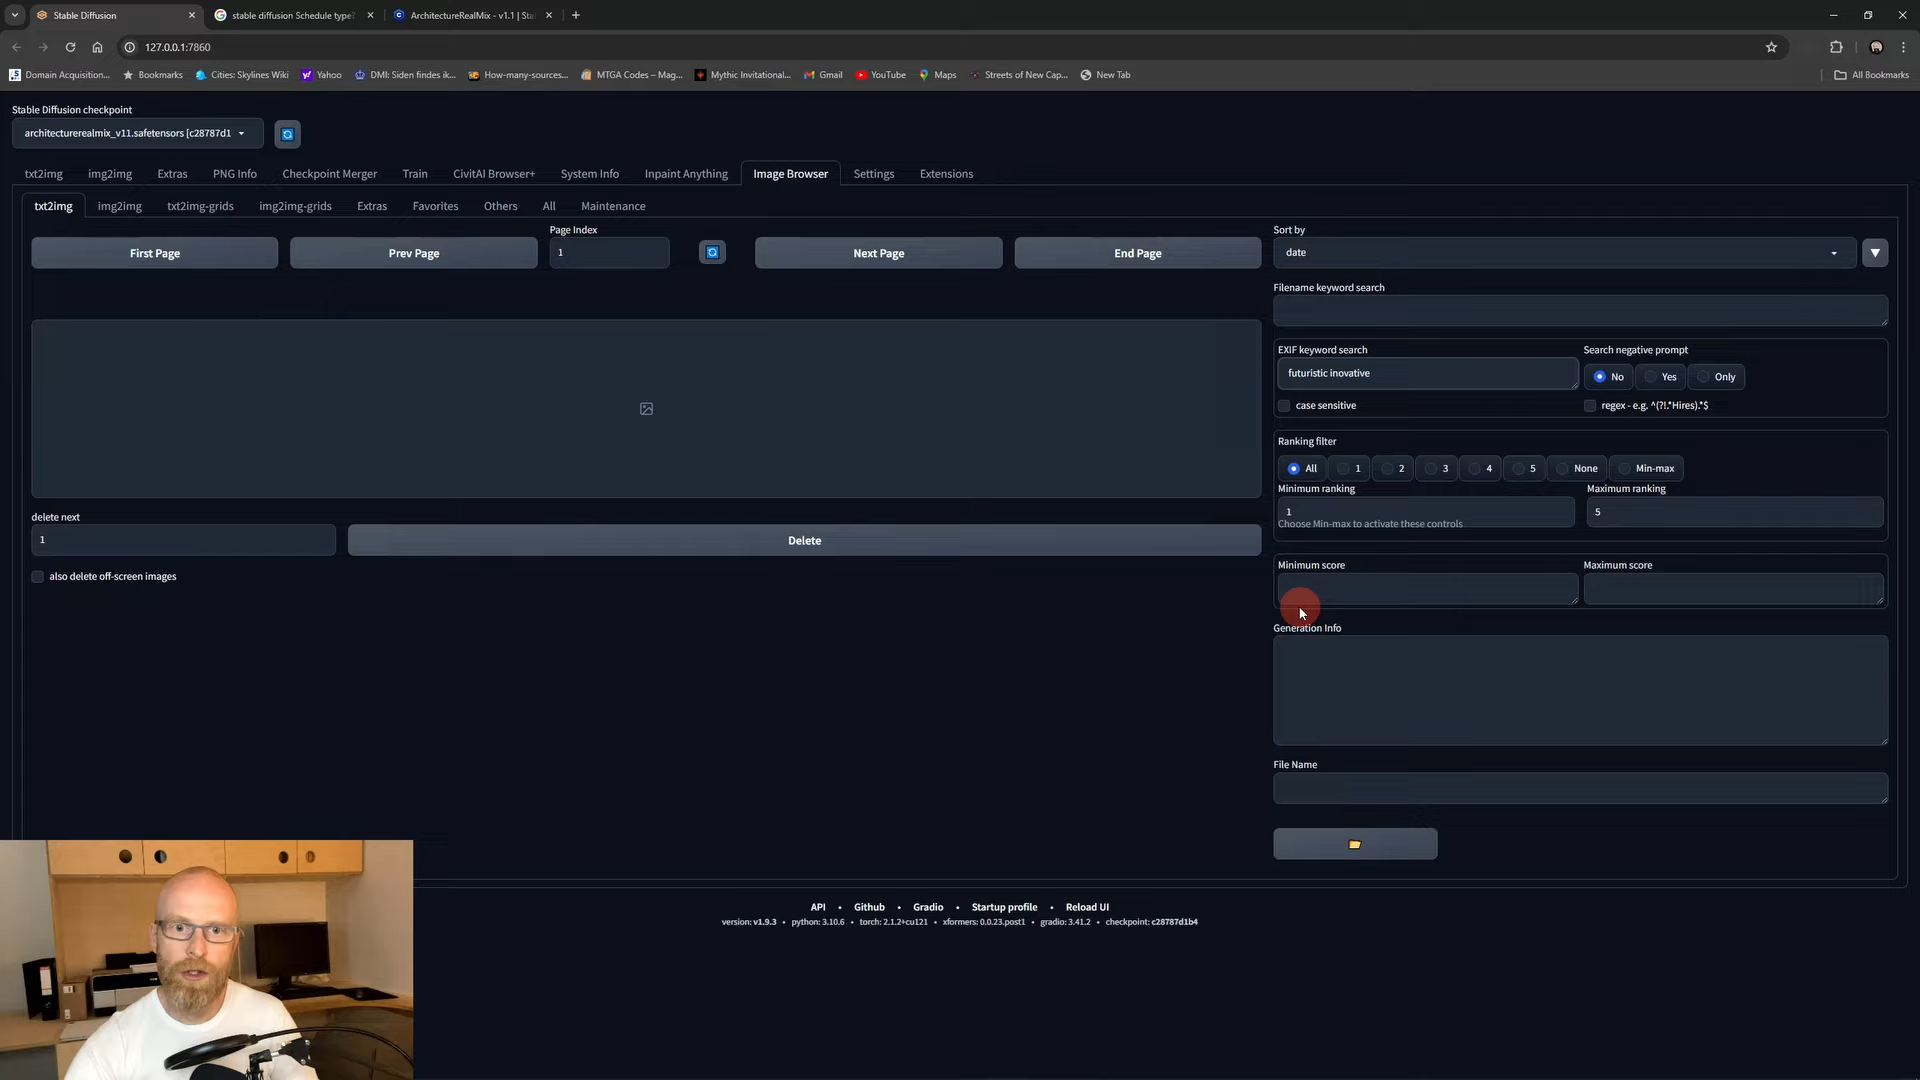 Stable Diffusion
stable diffusion Schedule type?
ArchitectureRealMix - v1.1 | Sta
127.0.0.1:7860
Domain Acquisition...
Bookmarks
Cities: Skylines Wiki
Yahoo
DMI: Siden findes ik...
How-many-sources...
MTGA Codes – Mag...
Mythic Invitational...
Gmail
YouTube
Maps
Streets of New Cap...
New Tab
All Bookmarks
Stable Diffusion checkpoint
architecturerealmix_v11.safetensors [c28787d1
txt2img
img2img
Extras
PNG Info
Checkpoint Merger
Train
CivitAI Browser+
System Info
Inpaint Anything
Image Browser
Settings
Extensions
txt2img
img2img
txt2img-grids
img2img-grids
Extras
Favorites
Others
All
Maintenance
First Page
Prev Page
Page Index
1
Next Page
End Page
Sort by
date
Filename keyword search
EXIF keyword search
futuristic inovative
Search negative prompt
No
Yes
Only
case sensitive
regex - e.g. ^(?!.*Hires).*$
Ranking filter
All
1
2
3
4
5
None
Min-max
Minimum ranking
1
Maximum ranking
5
Choose Min-max to activate these controls
delete next
1
Delete
also delete off-screen images
Minimum score
Maximum score
Generation Info
File Name
API • Github • Gradio • Startup profile • Reload UI
version: v1.9.3 • python: 3.10.6 • torch: 2.1.2+cu121 • xformers: 0.0.23.post1 • gradio: 3.41.2 • checkpoint: c28787d1b4